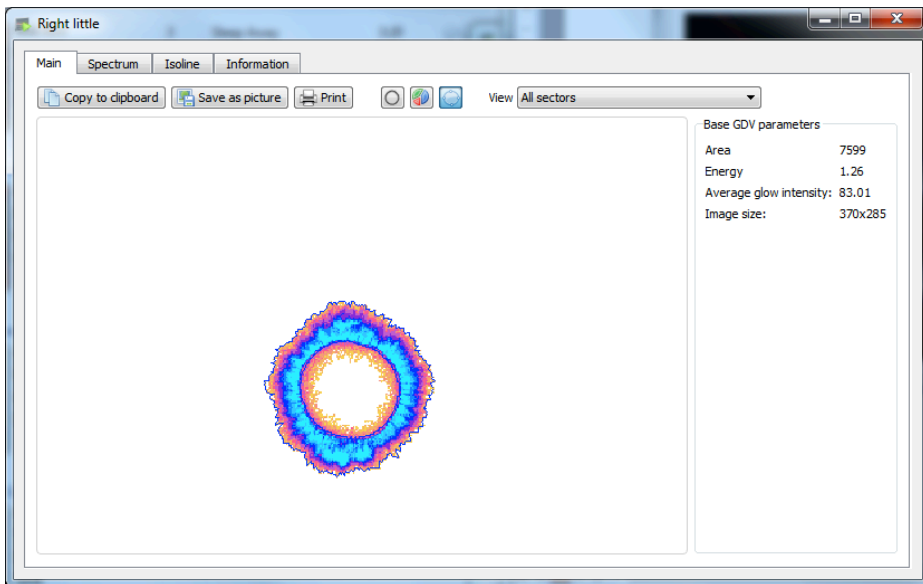 Right little
Main Spectrum Isoline Information
Copy to clipboard Save as picture Print View All sectors
Base GDV parameters
Area 7599
Energy 1.26
Average glow intensity: 83.01
Image size: 370x285